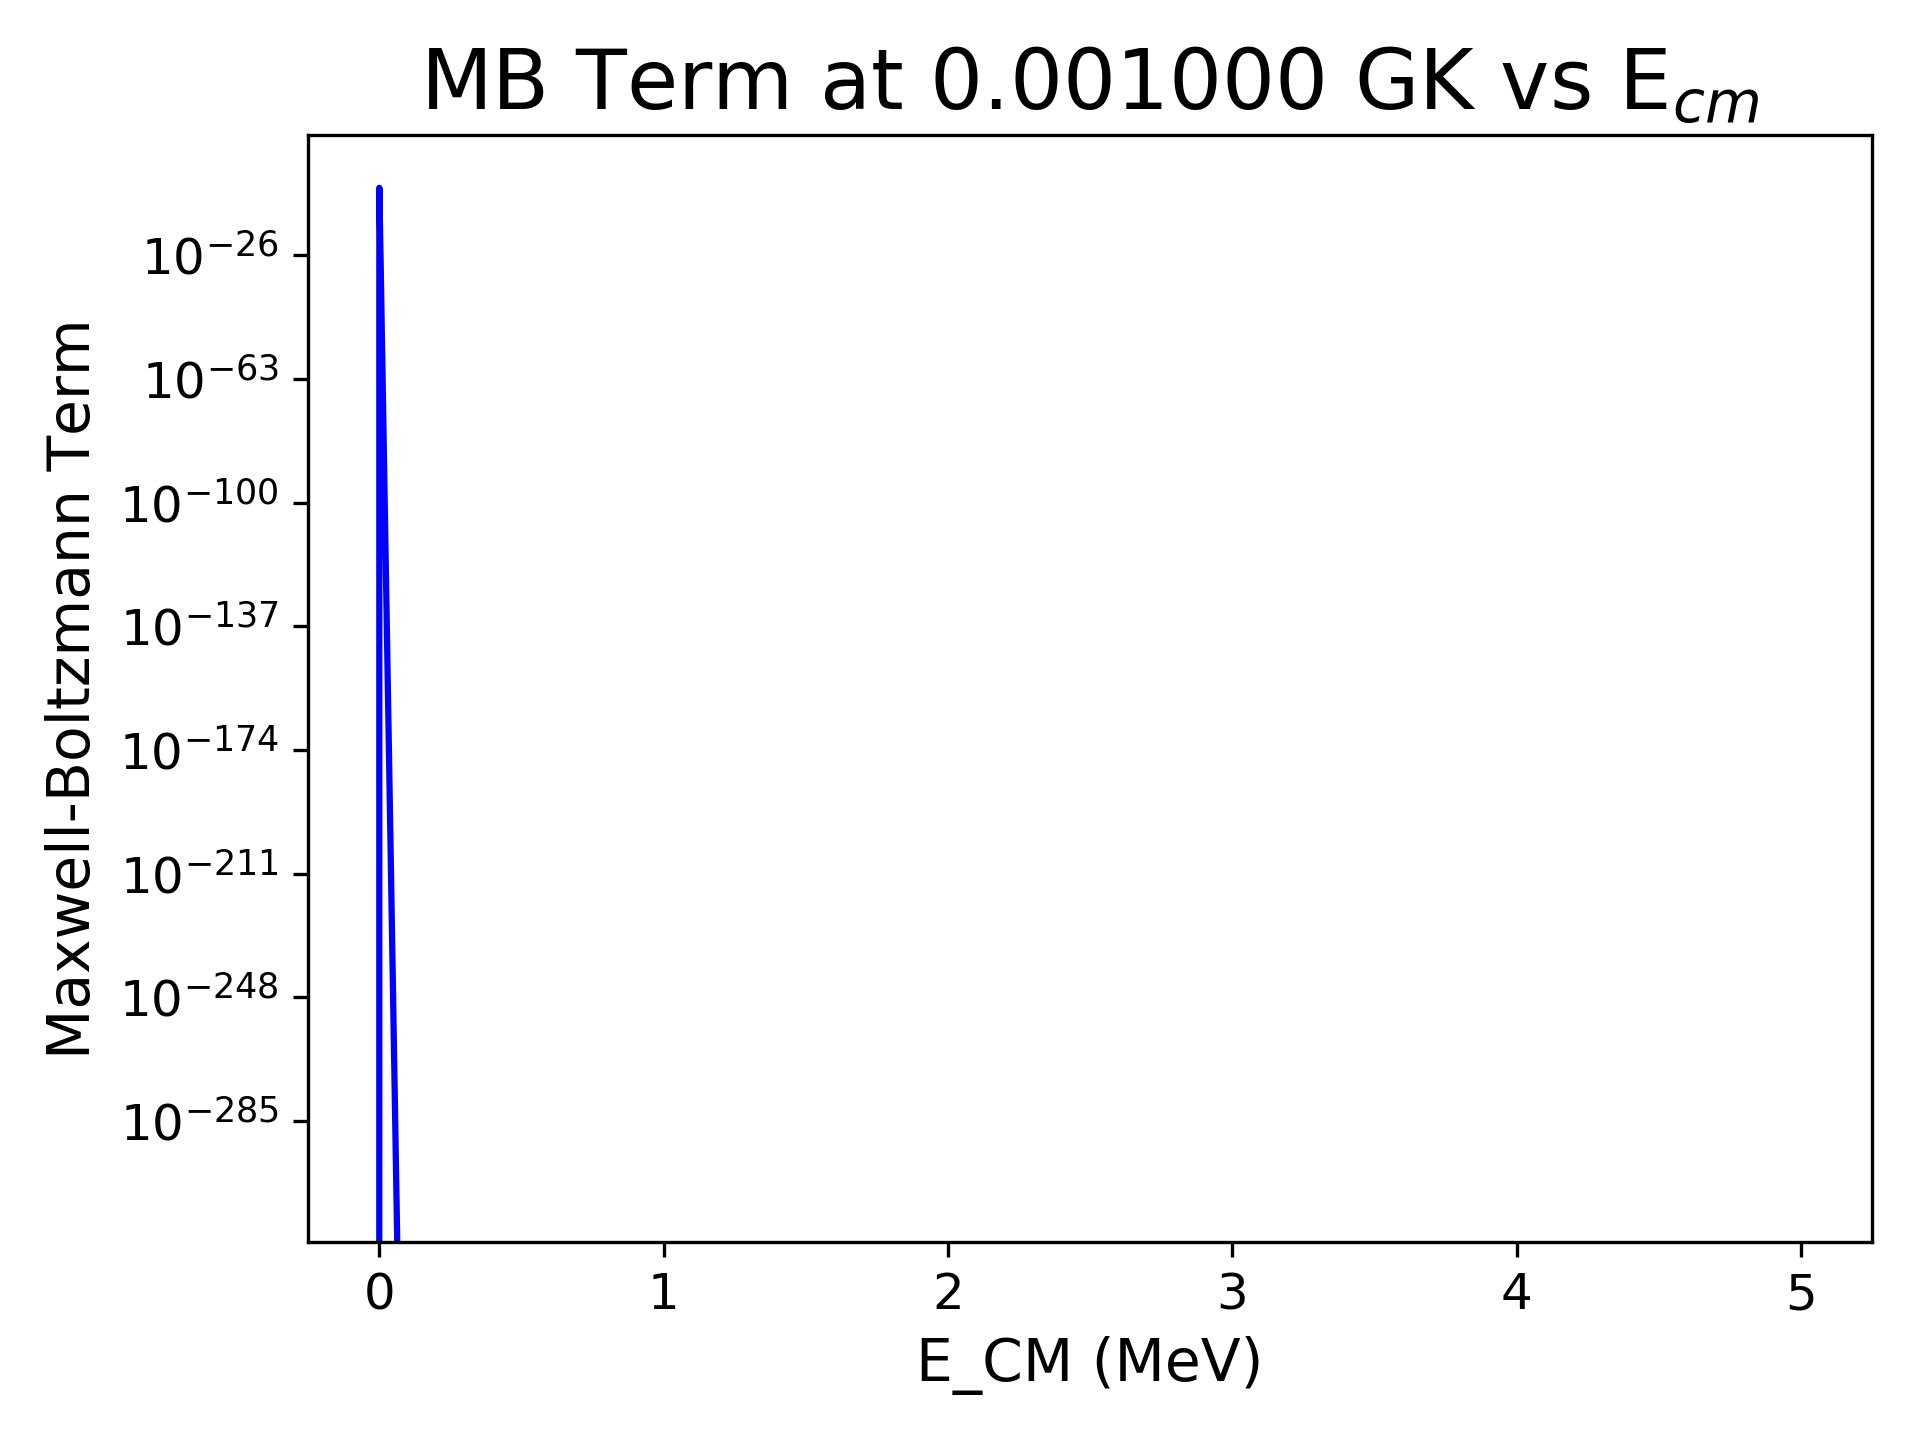 MB Term at 0.001000 GK vs E_cm
Maxwell-Boltzmann Term
10^−26
10^−63
10^−100
10^−137
10^−174
10^−211
10^−248
10^−285
0 1 2 3 4 5
E_CM (MeV)